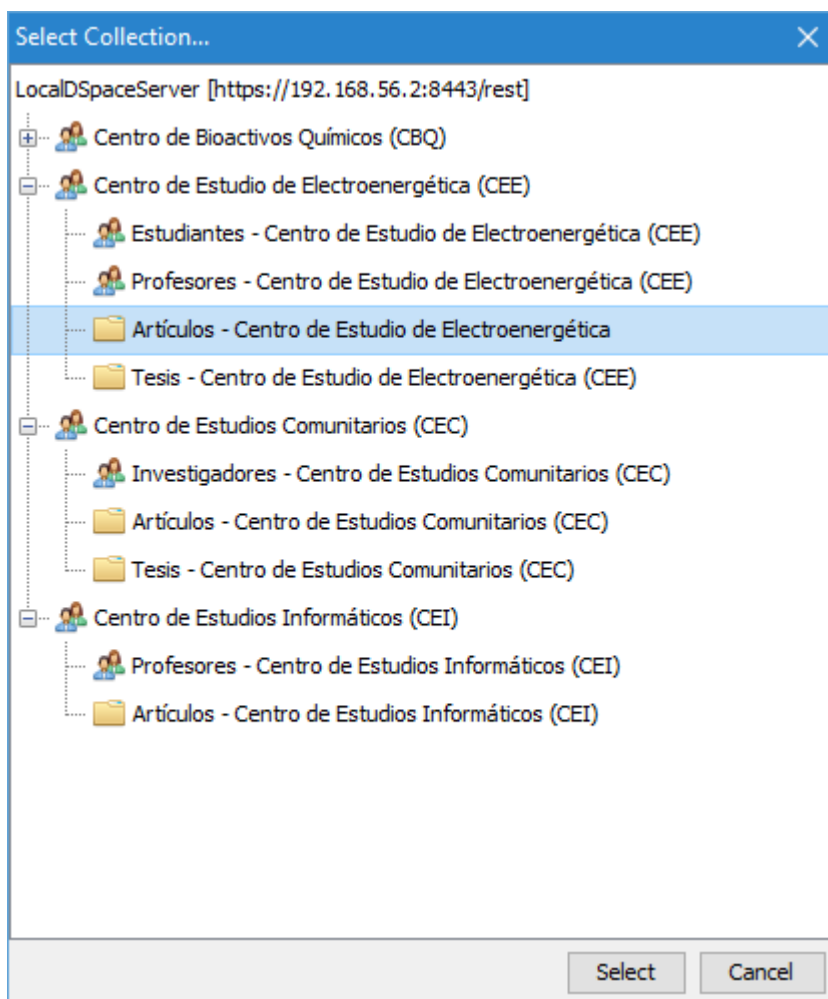 Select Collection...
LocalDSpaceServer [https://192.168.56.2:8443/rest]
Centro de Bioactivos Químicos (CBQ)
Centro de Estudio de Electroenergética (CEE)
Estudiantes - Centro de Estudio de Electroenergética (CEE)
Profesores - Centro de Estudio de Electroenergética (CEE)
Artículos - Centro de Estudio de Electroenergética
Tesis - Centro de Estudio de Electroenergética (CEE)
Centro de Estudios Comunitarios (CEC)
Investigadores - Centro de Estudios Comunitarios (CEC)
Artículos - Centro de Estudios Comunitarios (CEC)
Tesis - Centro de Estudios Comunitarios (CEC)
Centro de Estudios Informáticos (CEI)
Profesores - Centro de Estudios Informáticos (CEI)
Artículos - Centro de Estudios Informáticos (CEI)
Select Cancel